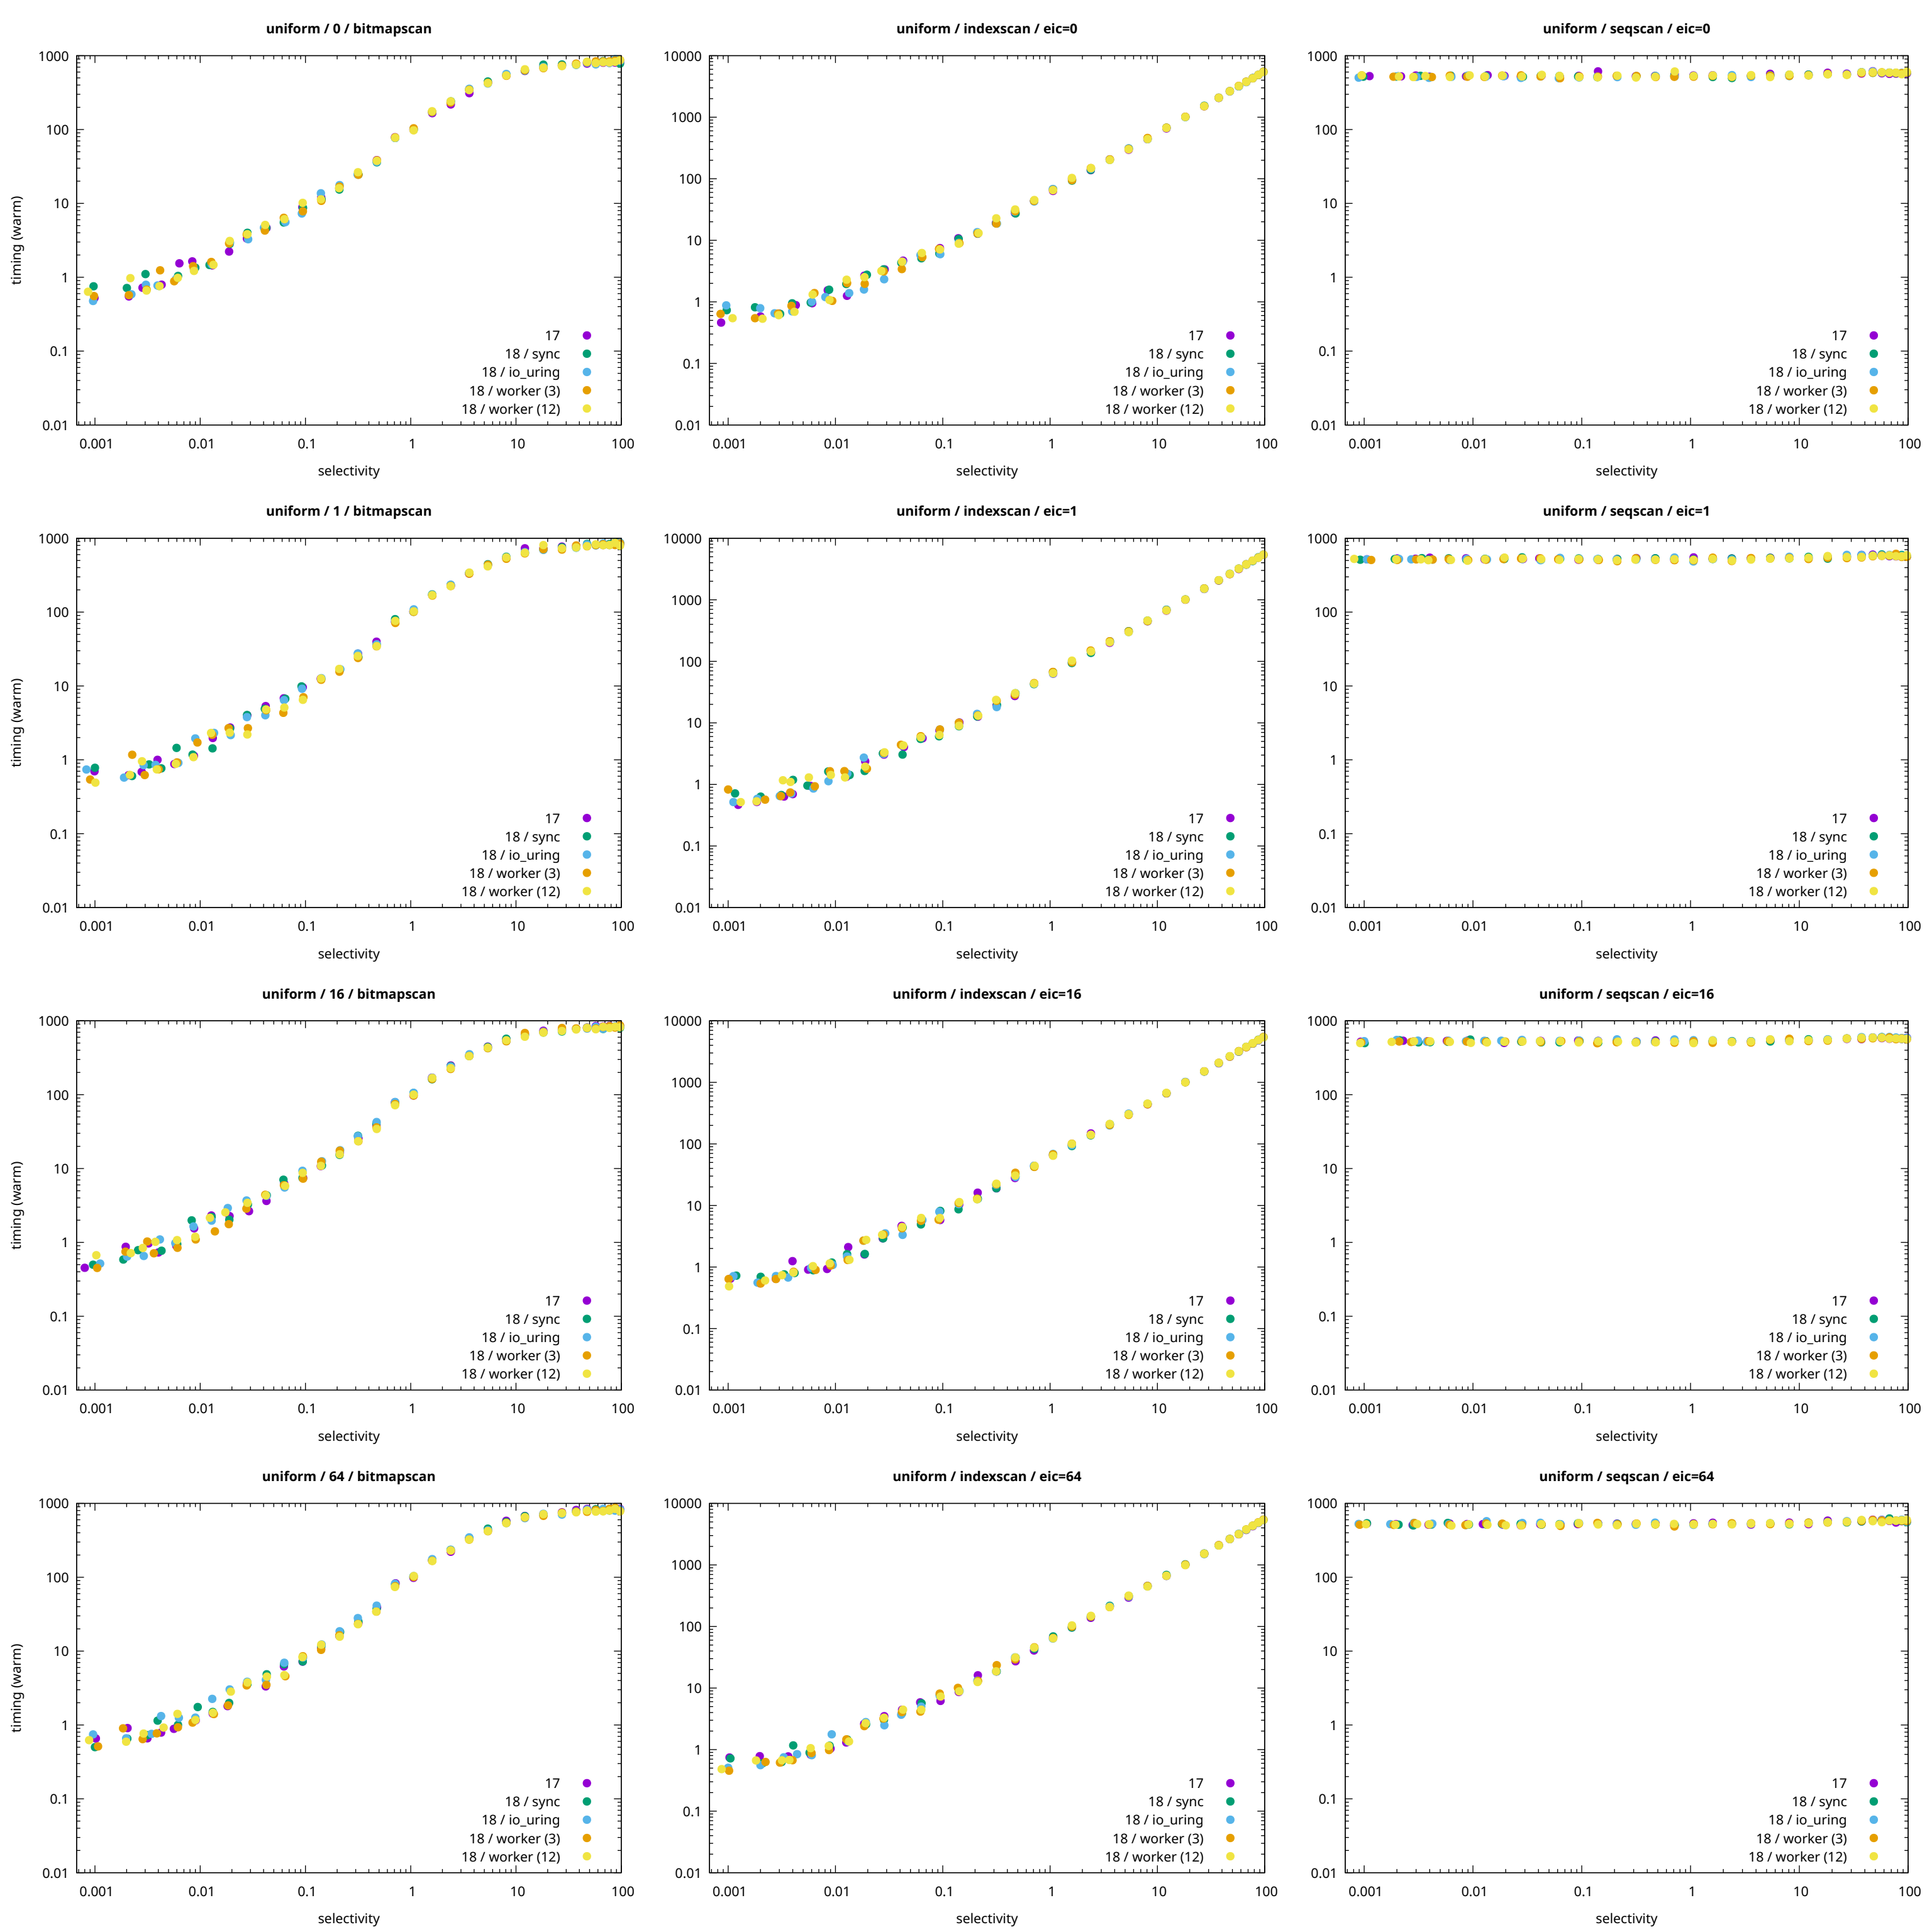 uniform / 0 / bitmapscan
timing (warm)
1000
100
10
1
0.1
0.01
17
18 / sync
18 / io_uring
18 / worker (3)
18 / worker (12)
0.001 0.01 0.1 1 10 100
selectivity
uniform / indexscan / eic=0
10000
1000
100
10
1
0.1
0.01
17
18 / sync
18 / io_uring
18 / worker (3)
18 / worker (12)
0.001 0.01 0.1 1 10 100
selectivity
uniform / seqscan / eic=0
1000
100
10
1
0.1
0.01
17
18 / sync
18 / io_uring
18 / worker (3)
18 / worker (12)
0.001 0.01 0.1 1 10 100
selectivity
uniform / 1 / bitmapscan
timing (warm)
1000
100
10
1
0.1
0.01
17
18 / sync
18 / io_uring
18 / worker (3)
18 / worker (12)
0.001 0.01 0.1 1 10 100
selectivity
uniform / indexscan / eic=1
10000
1000
100
10
1
0.1
0.01
17
18 / sync
18 / io_uring
18 / worker (3)
18 / worker (12)
0.001 0.01 0.1 1 10 100
selectivity
uniform / seqscan / eic=1
1000
100
10
1
0.1
0.01
17
18 / sync
18 / io_uring
18 / worker (3)
18 / worker (12)
0.001 0.01 0.1 1 10 100
selectivity
uniform / 16 / bitmapscan
timing (warm)
1000
100
10
1
0.1
0.01
17
18 / sync
18 / io_uring
18 / worker (3)
18 / worker (12)
0.001 0.01 0.1 1 10 100
selectivity
uniform / indexscan / eic=16
10000
1000
100
10
1
0.1
0.01
17
18 / sync
18 / io_uring
18 / worker (3)
18 / worker (12)
0.001 0.01 0.1 1 10 100
selectivity
uniform / seqscan / eic=16
1000
100
10
1
0.1
0.01
17
18 / sync
18 / io_uring
18 / worker (3)
18 / worker (12)
0.001 0.01 0.1 1 10 100
selectivity
uniform / 64 / bitmapscan
timing (warm)
1000
100
10
1
0.1
0.01
17
18 / sync
18 / io_uring
18 / worker (3)
18 / worker (12)
0.001 0.01 0.1 1 10 100
selectivity
uniform / indexscan / eic=64
10000
1000
100
10
1
0.1
0.01
17
18 / sync
18 / io_uring
18 / worker (3)
18 / worker (12)
0.001 0.01 0.1 1 10 100
selectivity
uniform / seqscan / eic=64
1000
100
10
1
0.1
0.01
17
18 / sync
18 / io_uring
18 / worker (3)
18 / worker (12)
0.001 0.01 0.1 1 10 100
selectivity